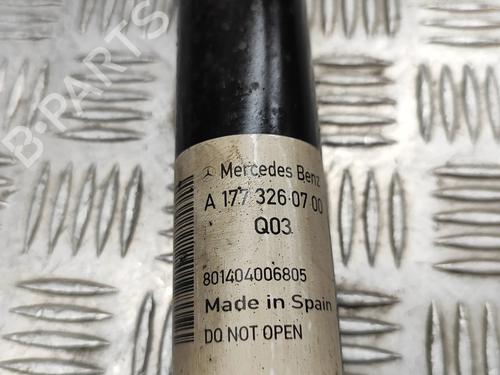 B-PARTS
Mercedes Benz
A 177 326 07 00
Q03
801404006805
Made in Spain
DO NOT OPEN